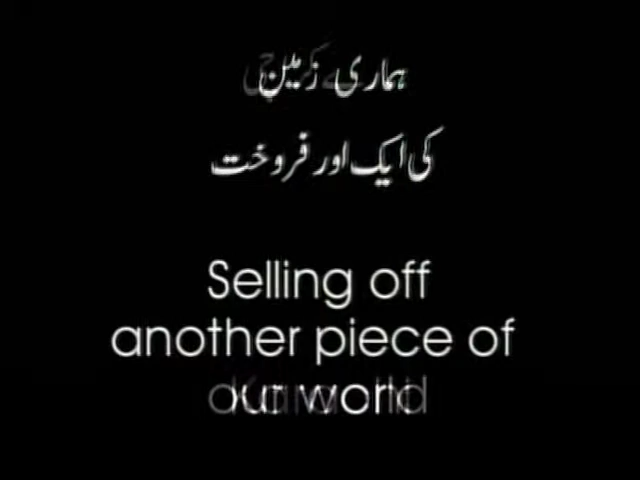 ہماری زمین
کی ایک اور فروخت
Selling off
another piece of
our world